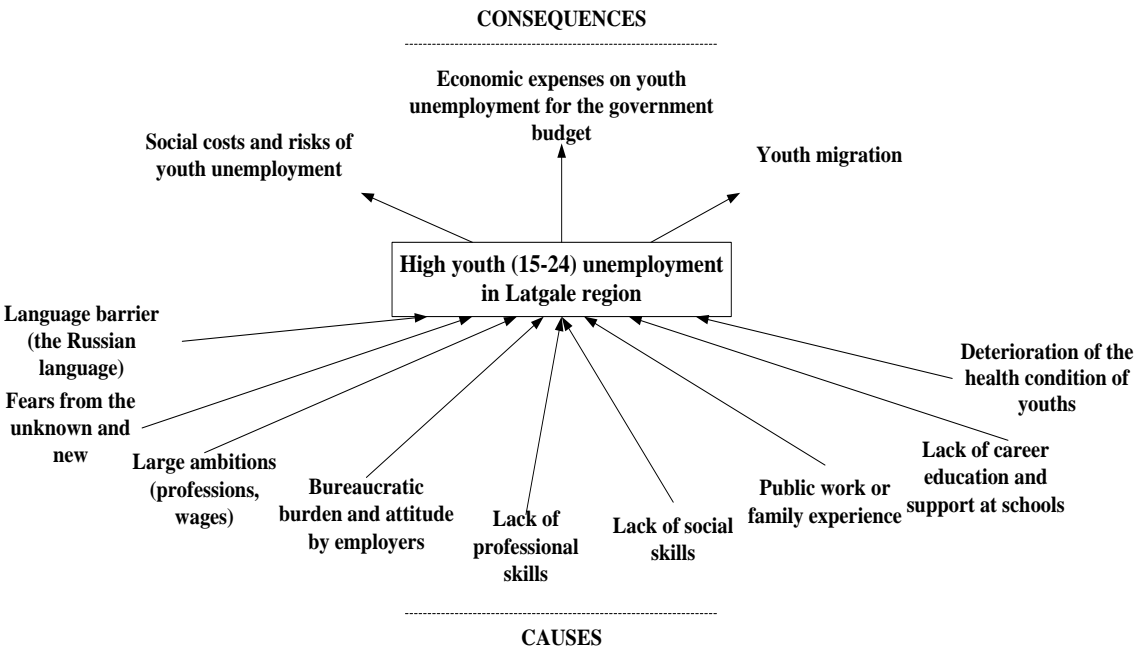 CONSEQUENCES
Economic expenses on youth
unemployment for the government
budget
Social costs and risks of
youth unemployment
Youth migration
High youth (15-24) unemployment
in Latgale region
Language barrier
(the Russian
language)
Fears from the
unknown and
new
Large ambitions
(professions,
wages)
Bureaucratic
burden and attitude
by employers
Lack of
professional
skills
Lack of social
skills
Public work or
family experience
Lack of career
education and
support at schools
Deterioration of the
health condition of
youths
CAUSES